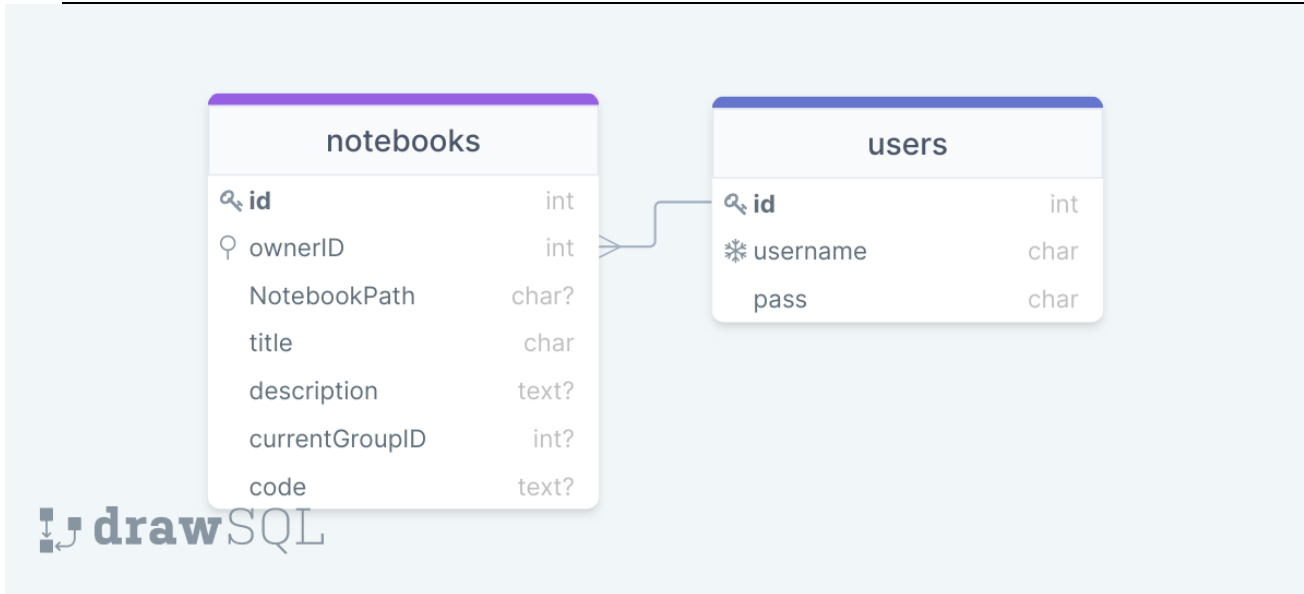 notebooks
id int
ownerID int
NotebookPath char?
title char
description text?
currentGroupID int?
code text?
users
id int
username char
pass char
drawSQL